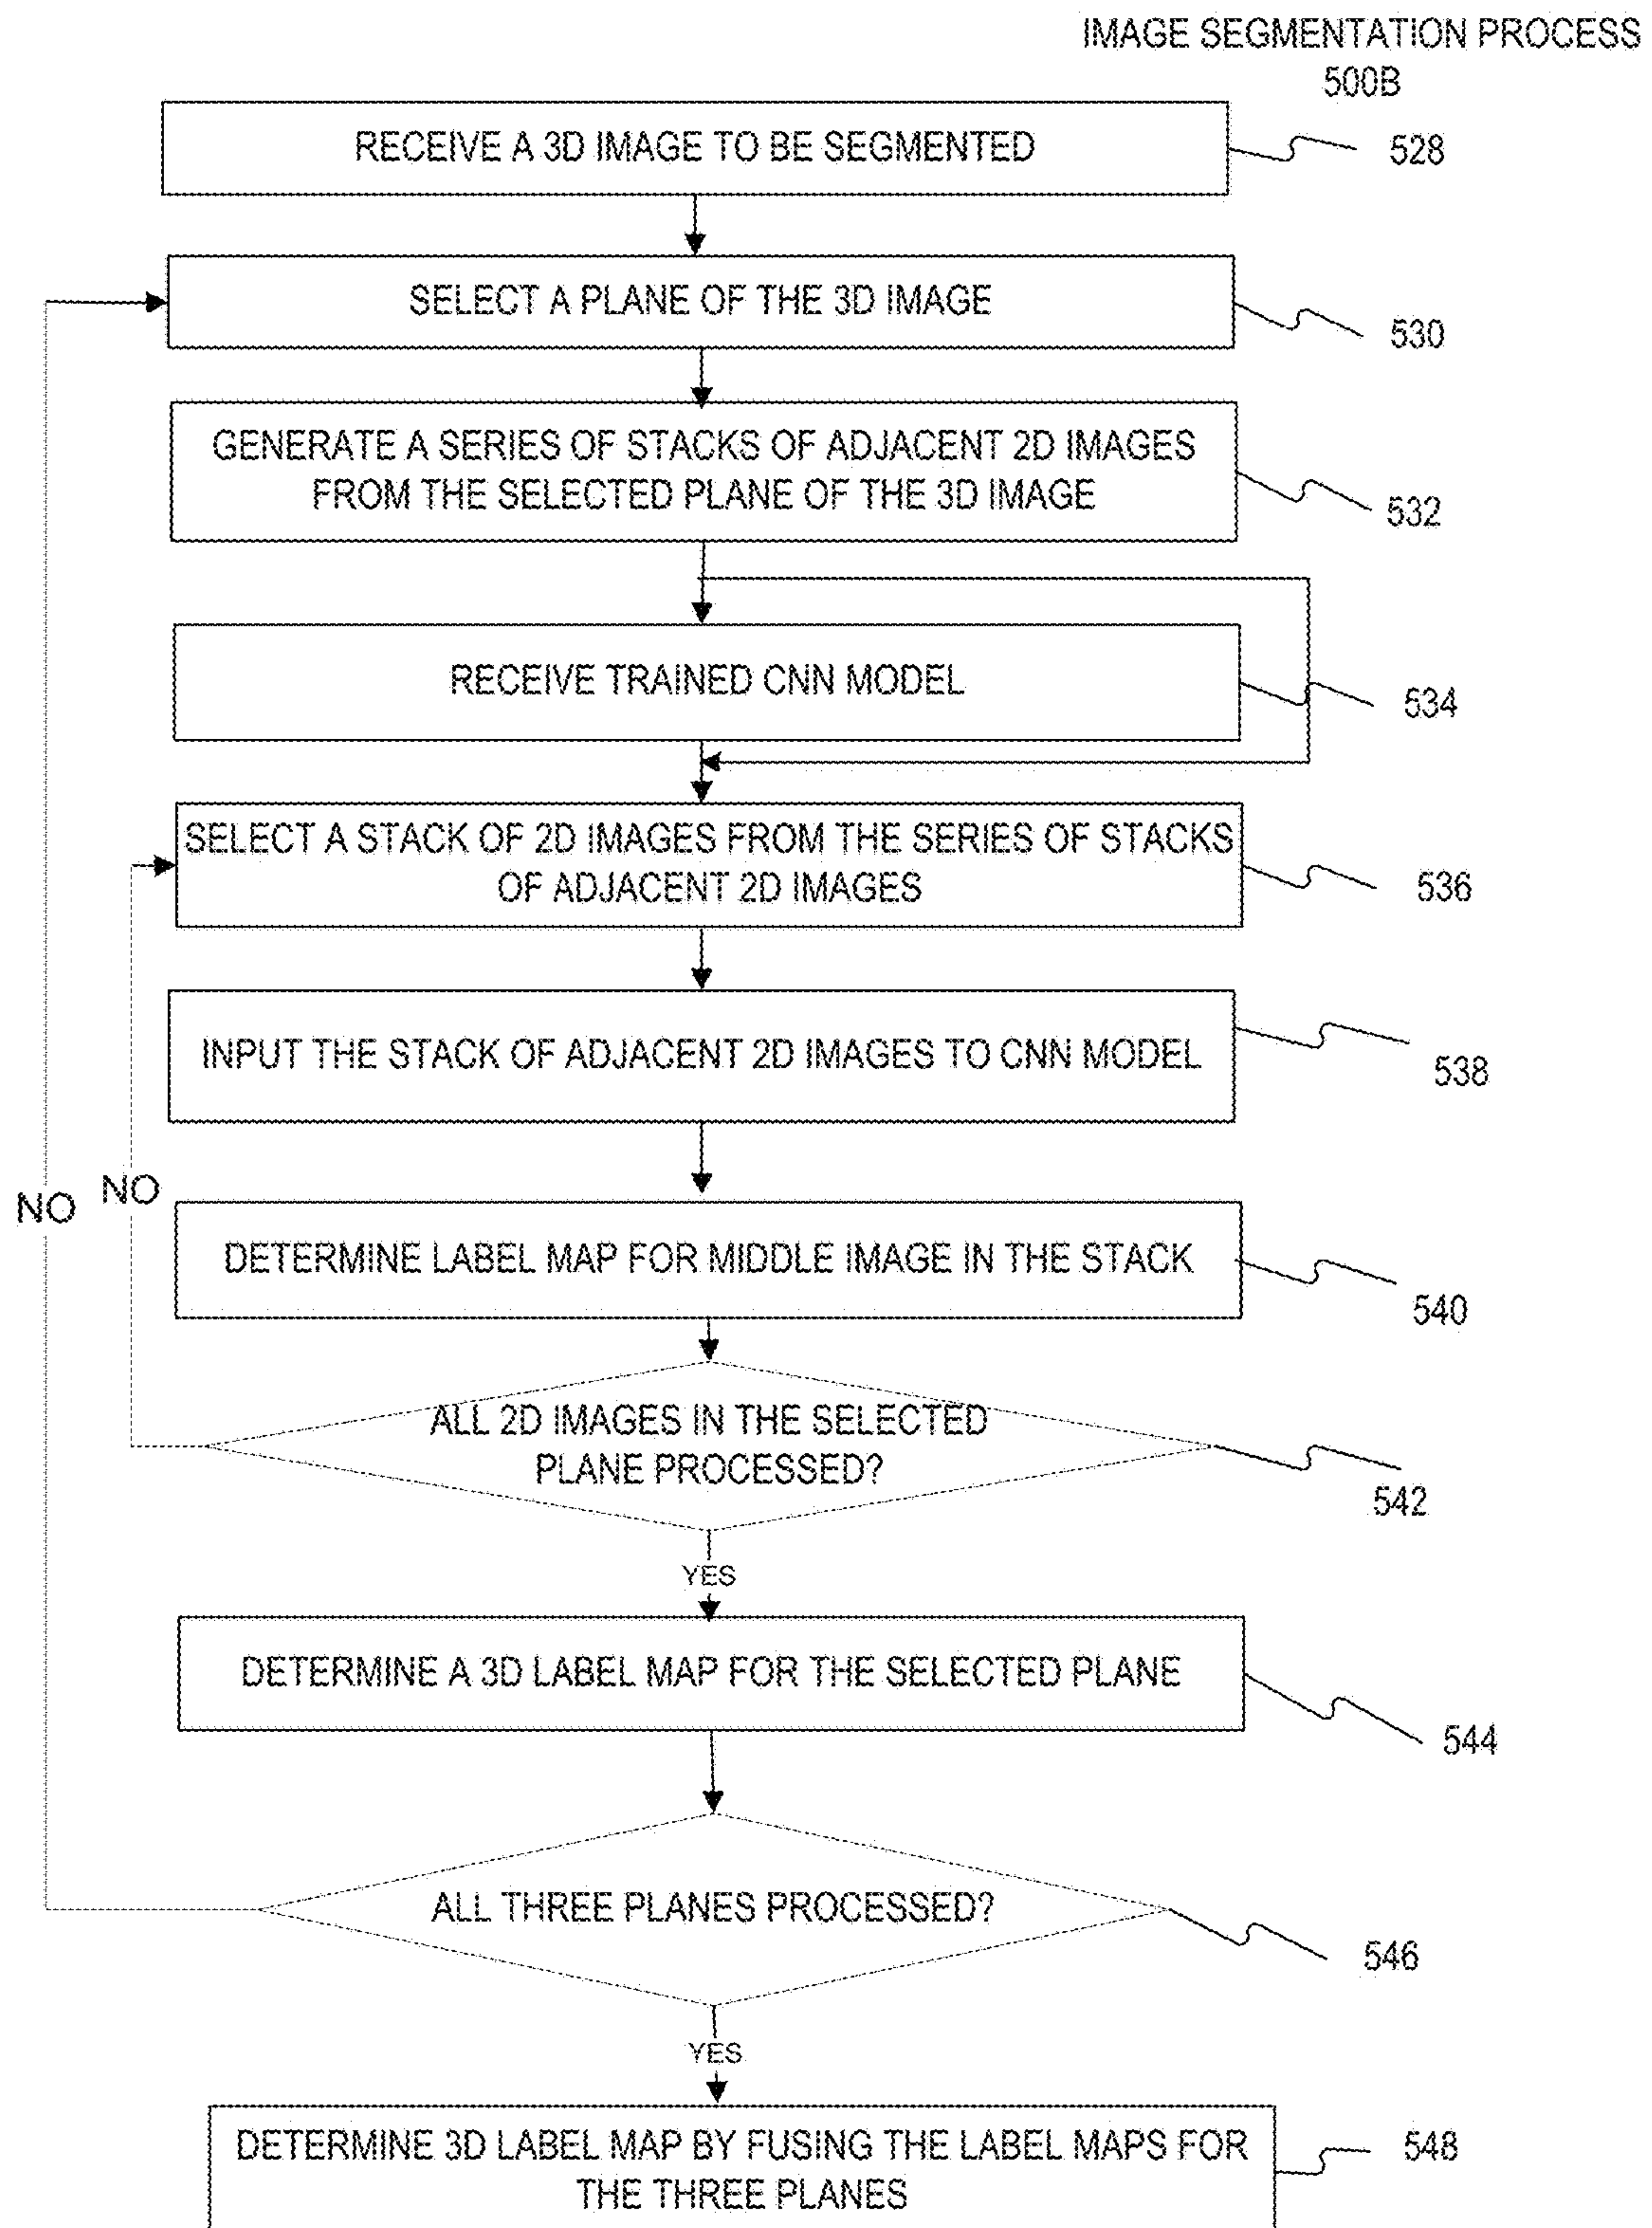 IMAGE SEGMENTATION PROCESS
500B
RECEIVE A 3D IMAGE TO BE SEGMENTED
528
SELECT A PLANE OF THE 3D IMAGE
530
GENERATE A SERIES OF STACKS OF ADJACENT 2D IMAGES
FROM THE SELECTED PLANE OF THE 3D IMAGE
532
RECEIVE TRAINED CNN MODEL
534
SELECT A STACK OF 2D IMAGES FROM THE SERIES OF STACKS
OF ADJACENT 2D IMAGES
536
INPUT THE STACK OF ADJACENT 2D IMAGES TO CNN MODEL
538
NO
NO
DETERMINE LABEL MAP FOR MIDDLE IMAGE IN THE STACK
540
ALL 2D IMAGES IN THE SELECTED
PLANE PROCESSED?
542
YES
DETERMINE A 3D LABEL MAP FOR THE SELECTED PLANE
544
ALL THREE PLANES PROCESSED?
546
YES
DETERMINE 3D LABEL MAP BY FUSING THE LABEL MAPS FOR
THE THREE PLANES
548